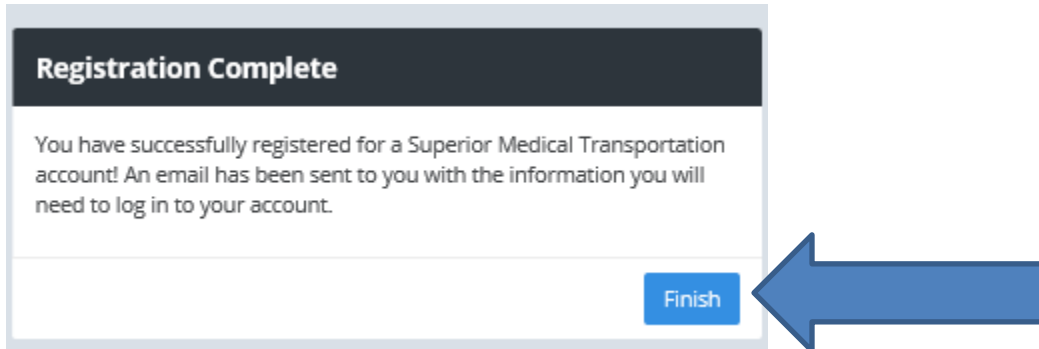 Registration Complete
You have successfully registered for a Superior Medical Transportation
account! An email has been sent to you with the information you will
need to log in to your account.
Finish